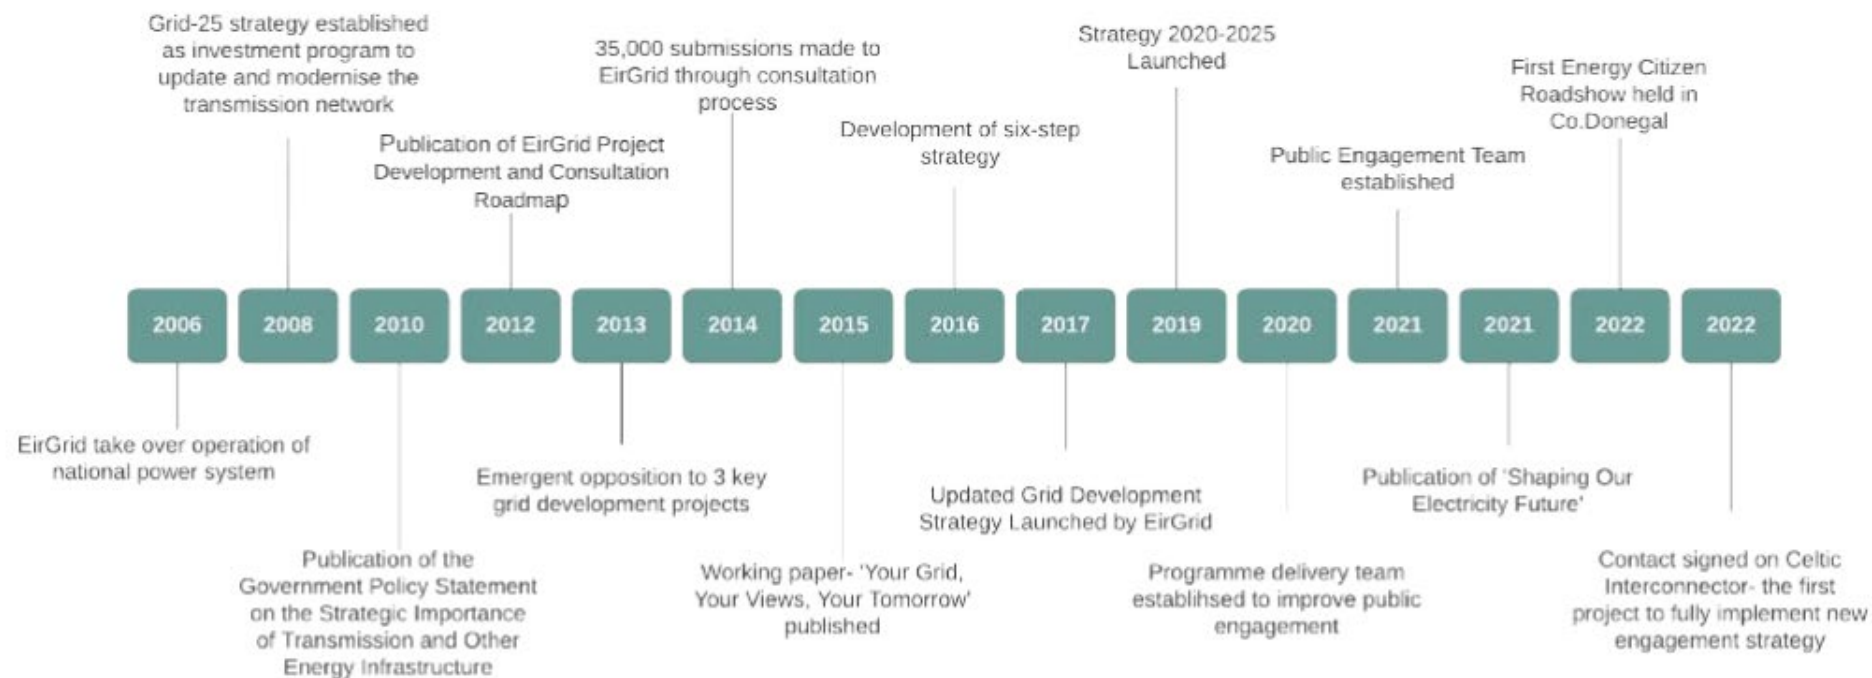 Grid-25 strategy established
as investment program to
update and modernise the
transmission network
Publication of EirGrid Project
Development and Consultation
Roadmap
35,000 submissions made to
EirGrid through consultation
process
Development of six-step
strategy
Strategy 2020-2025
Launched
Public Engagement Team
established
First Energy Citizen
Roadshow held in
Co.Donegal
2006 2008 2010 2012 2013 2014 2015 2016 2017 2019 2020 2021 2021 2022 2022
EirGrid take over operation of
national power system
Publication of the
Government Policy Statement
on the Strategic Importance
of Transmission and Other
Energy Infrastructure
Emergent opposition to 3 key
grid development projects
Working paper- 'Your Grid,
Your Views, Your Tomorrow'
published
Updated Grid Development
Strategy Launched by EirGrid
Programme delivery team
establihsed to improve public
engagement
Publication of 'Shaping Our
Electricity Future'
Contact signed on Celtic
Interconnector- the first
project to fully implement new
engagement strategy